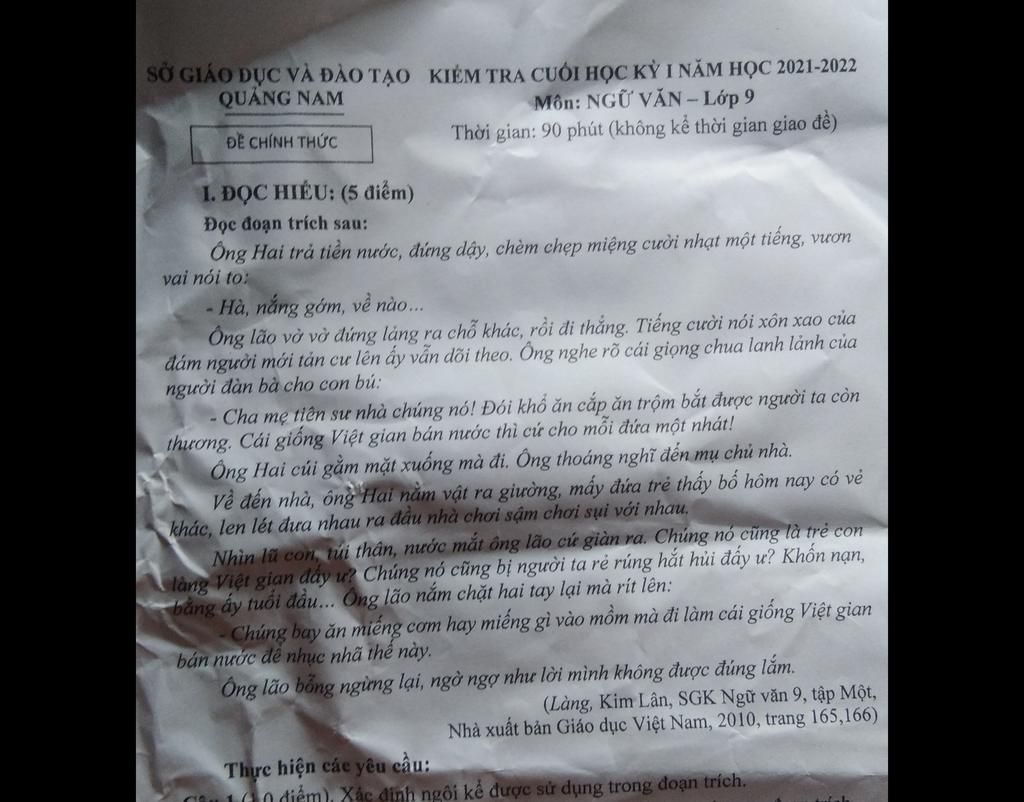 SỞ GIÁO DỤC VÀ ĐÀO TẠO KIỂM TRA CUỐI HỌC KỲ I NĂM HỌC 2021-2022
QUẢNG NAM Môn: NGỮ VĂN – Lớp 9
Thời gian: 90 phút (không kể thời gian giao đề)
ĐỀ CHÍNH THỨC
I. ĐỌC HIỂU: (5 điểm)
Đọc đoạn trích sau:
Ông Hai trả tiền nước, đứng dậy, chèm chẹp miệng cười nhạt một tiếng, vươn
vai nói to:
- Hà, nắng gớm, về nào...
Ông lão vờ vờ đứng lảng ra chỗ khác, rồi đi thẳng. Tiếng cười nói xôn xao của
đám người mới tản cư lên ấy vẫn dõi theo. Ông nghe rõ cái giọng chua lanh lảnh của
người đàn bà cho con bú:
- Cha mẹ tiên sư nhà chúng nó! Đói khổ ăn cắp ăn trộm bắt được người ta còn
thương. Cái giống Việt gian bán nước thì cứ cho mỗi đứa một nhát!
Ông Hai cúi gằm mặt xuống mà đi. Ông thoáng nghĩ đến mụ chủ nhà.
Về đến nhà, ông Hai nằm vật ra giường, mấy đứa trẻ thấy bố hôm nay có vẻ
khác, len lét đưa nhau ra đầu nhà chơi sậm chơi sụi với nhau.
Nhìn lũ con, túi thân, nước mắt ông lão cứ giàn ra. Chúng nó cũng là trẻ con
làng Việt gian đấy ư? Chúng nó cũng bị người ta rẻ rúng hắt hủi đấy ư? Khốn nạn,
bằng ấy tuổi đầu... Ông lão nắm chặt hai tay lại mà rít lên:
- Chúng bay ăn miếng cơm hay miếng gì vào mồm mà đi làm cái giống Việt gian
bán nước để nhục nhã thế này.
Ông lão bỗng ngừng lại, ngờ ngợ như lời mình không được đúng lắm.
(Làng, Kim Lân, SGK Ngữ văn 9, tập Một,
Nhà xuất bản Giáo dục Việt Nam, 2010, trang 165,166)
Thực hiện các yêu cầu:
Câu 1 (1.0 điểm). Xác định ngôi kể được sử dụng trong đoạn trích.